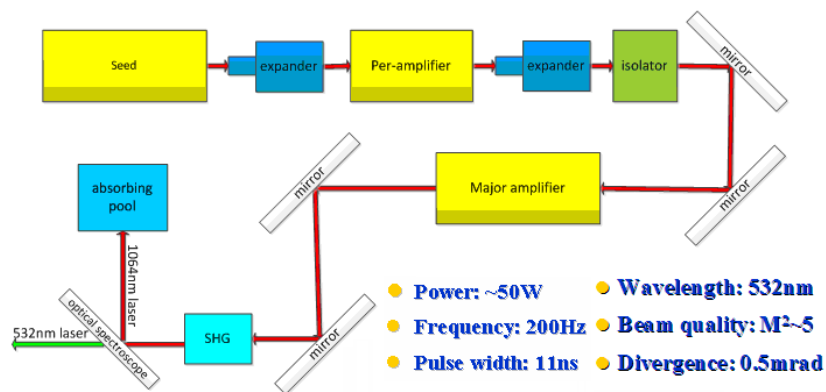 Seed
expander
Per-amplifier
expander
isolator
mirror
mirror
Major amplifier
mirror
mirror
absorbing
pool
1064nm laser
optical spectroscope
532nm laser
SHG
Power: ~50W
Wavelength: 532nm
Frequency: 200Hz
Beam quality: M²~5
Pulse width: 11ns
Divergence: 0.5mrad